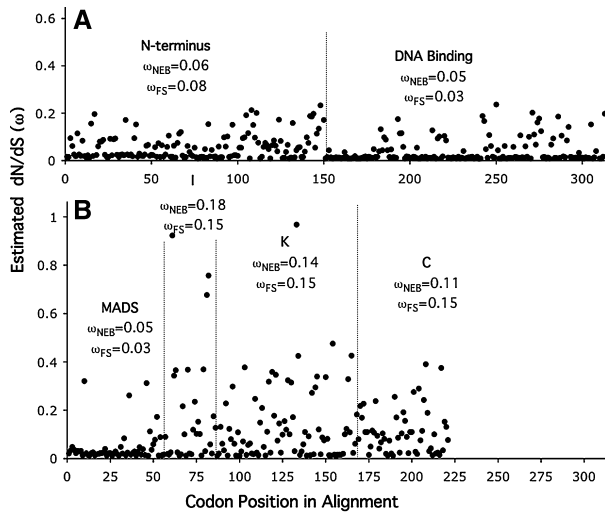 A
0.6
N-terminus
ωNEB=0.06
ωFS=0.08
DNA Binding
ωNEB=0.05
ωFS=0.03
0.4
0.2
0
0 50 100 150 200 250 300
Estimated dN/dS (ω)
B
I
ωNEB=0.18
ωFS=0.15
K
ωNEB=0.14
ωFS=0.15
C
ωNEB=0.11
ωFS=0.15
MADS
ωNEB=0.05
ωFS=0.03
1
0.8
0.6
0.4
0.2
0
0 25 50 75 100 125 150 175 200 225 250 300
Codon Position in Alignment